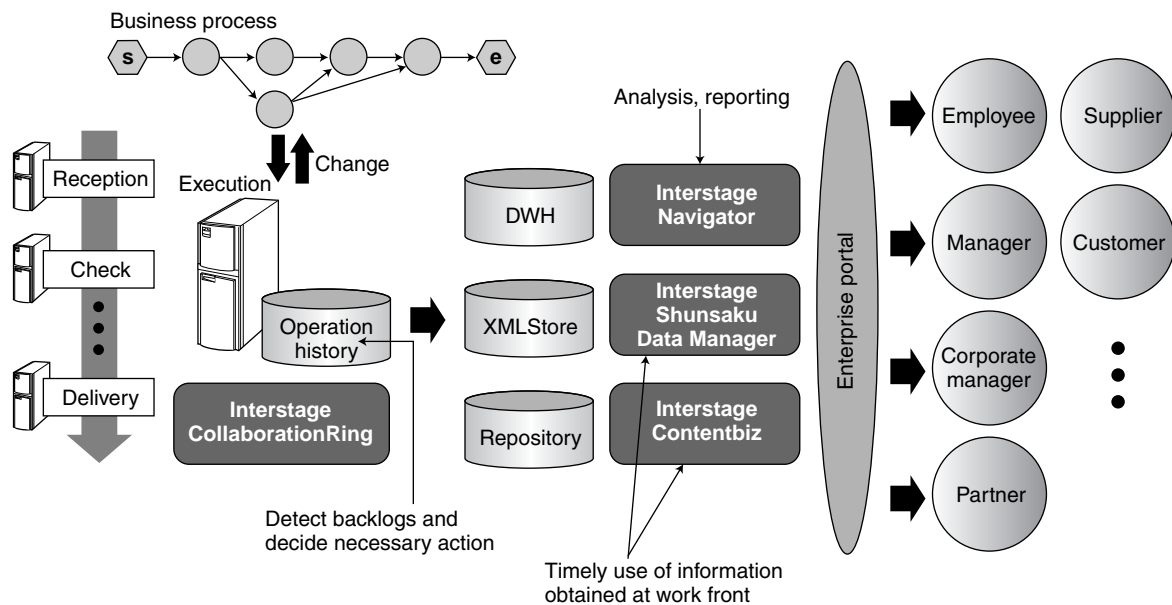 Business process
s
e
Reception
Check
Delivery
Execution
Change
Operation
history
Interstage
CollaborationRing
Detect backlogs and
decide necessary action
Analysis, reporting
DWH
Interstage
Navigator
XMLStore
Interstage
Shunsaku
Data Manager
Repository
Interstage
Contentbiz
Timely use of information
obtained at work front
Enterprise portal
Employee
Supplier
Manager
Customer
Corporate
manager
Partner